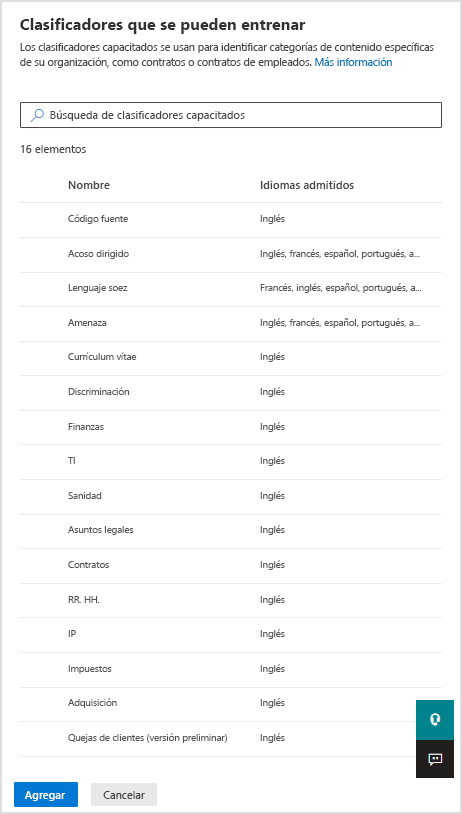 Clasificadores que se pueden entrenar
Los clasificadores capacitados se usan para identificar categorías de contenido específicas
de su organización, como contratos o contratos de empleados. Más información
Búsqueda de clasificadores capacitados
16 elementos
Nombre Idiomas admitidos
Código fuente Inglés
Acoso dirigido Inglés, francés, español, portugués, a...
Lenguaje soez Francés, inglés, español, portugués, a...
Amenaza Inglés, francés, español, portugués, a...
Currículum vítae Inglés
Discriminación Inglés
Finanzas Inglés
TI Inglés
Sanidad Inglés
Asuntos legales Inglés
Contratos Inglés
RR. HH. Inglés
IP Inglés
Impuestos Inglés
Adquisición Inglés
Quejas de clientes (versión preliminar) Inglés
Agregar Cancelar